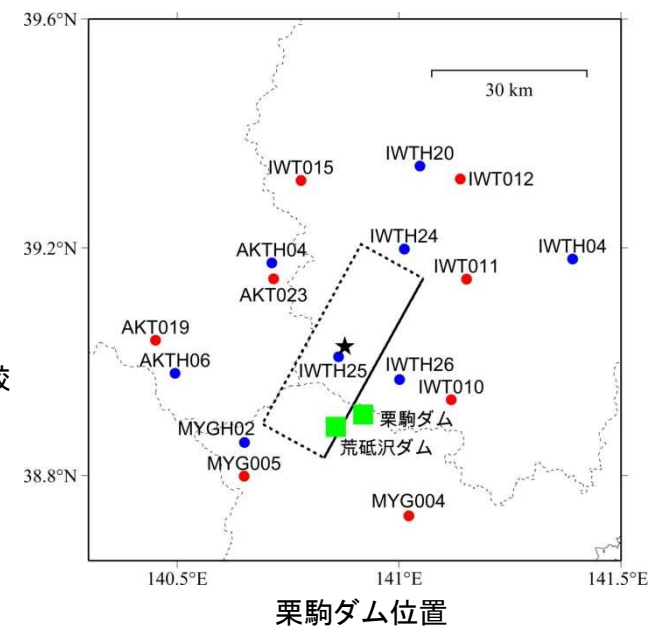 39.6°N
30 km
IWTH20
IWT015
IWT012
IWTH24
39.2°N
AKTH04
IWTH04
IWT011
AKT023
AKT019
AKTH06
IWTH25
IWTH26
IWT010
栗駒ダム
MYGH02
荒砥沢ダム
MYG005
38.8°N
MYG004
140.5°E
141°E
141.5°E
栗駒ダム位置